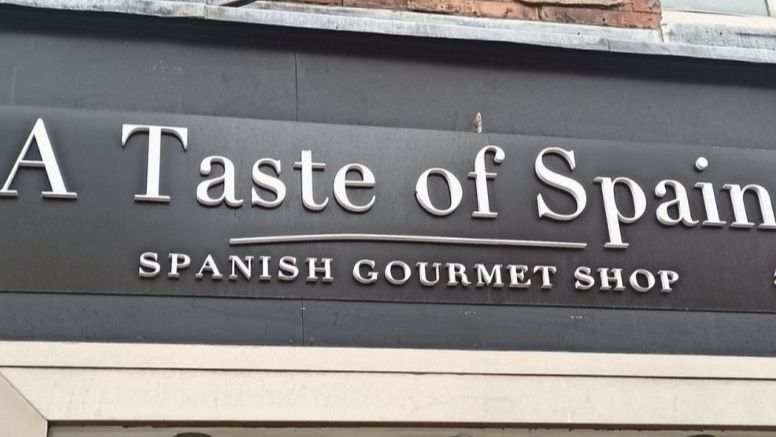 A Taste of Spain
SPANISH GOURMET SHOP